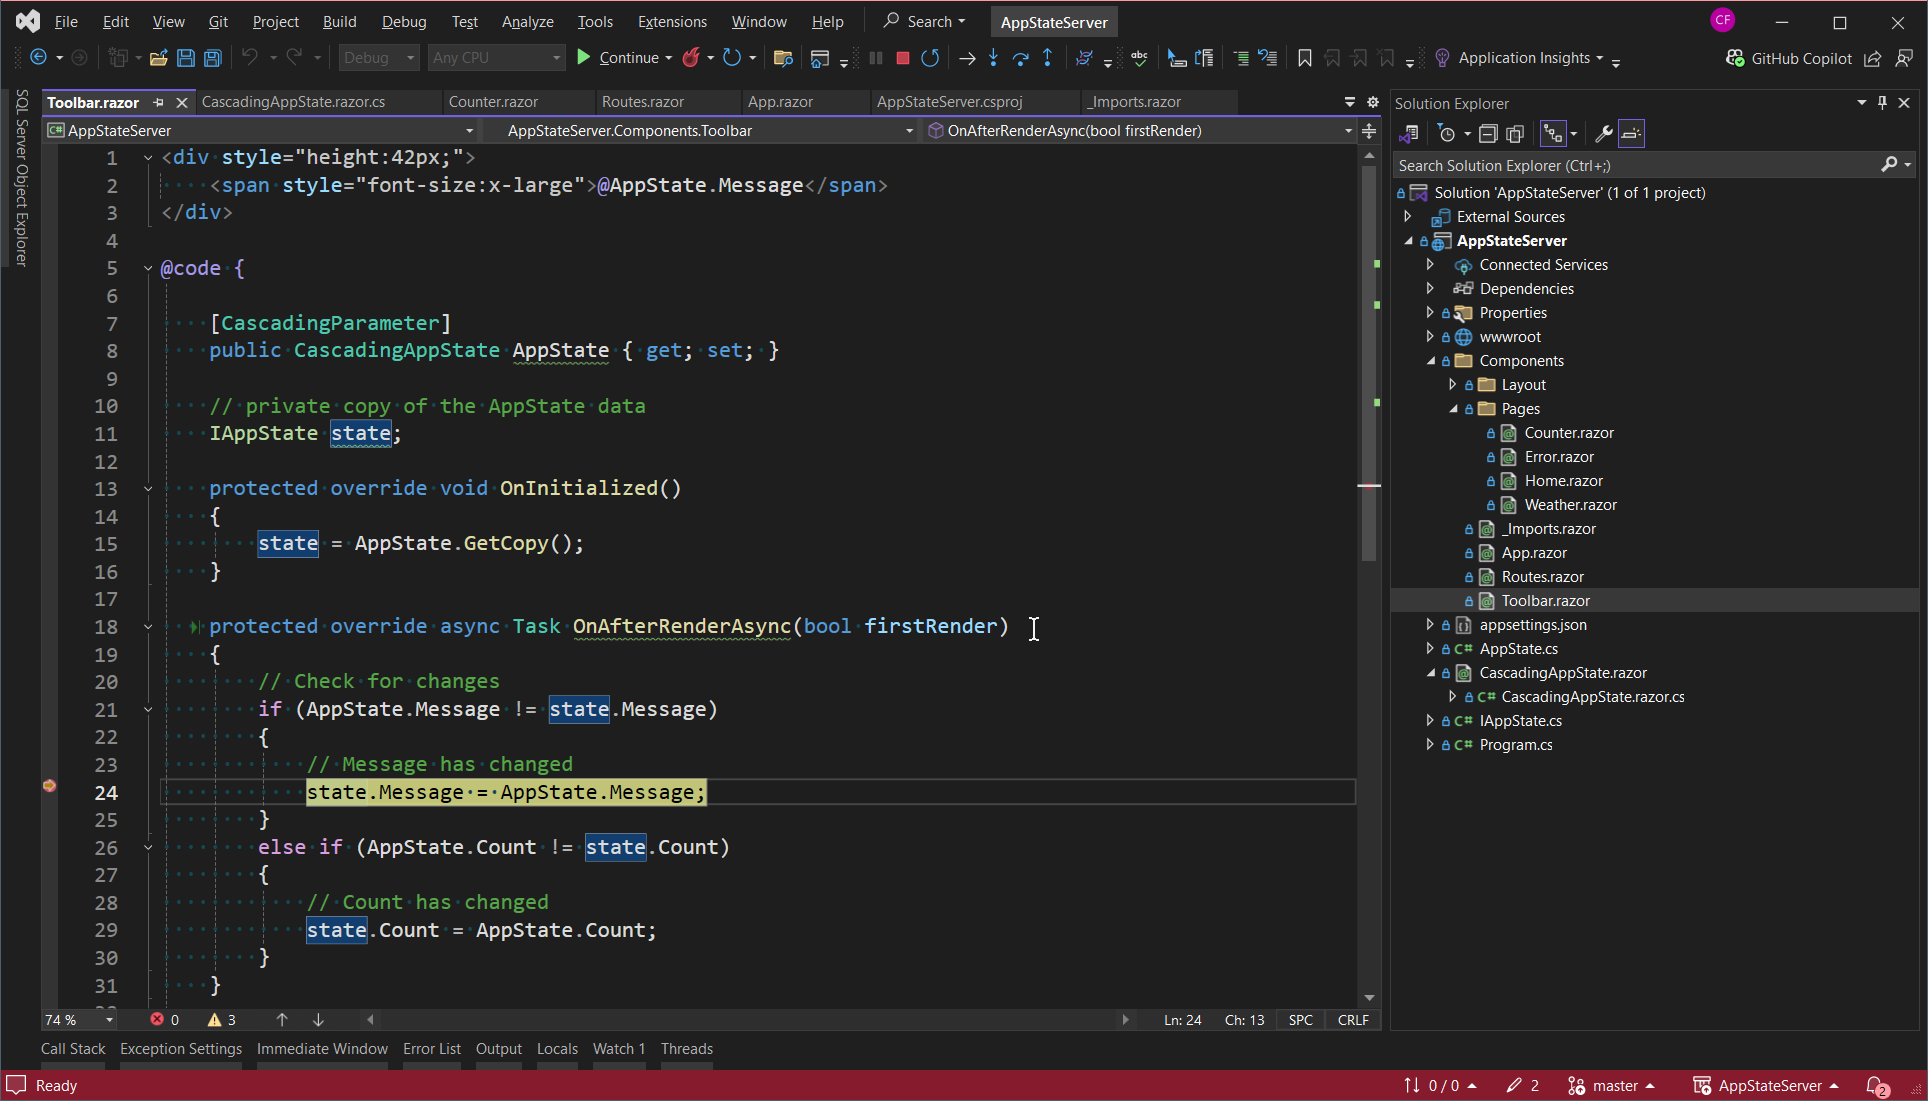 File Edit View Git Project Build Debug Test Analyze Tools Extensions Window Help Search AppStateServer CF
Debug Any CPU Continue abc Application Insights GitHub Copilot
SQL Server Object Explorer
Toolbar.razor CascadingAppState.razor.cs Counter.razor Routes.razor App.razor AppStateServer.csproj _Imports.razor
C# AppStateServer AppStateServer.Components.Toolbar OnAfterRenderAsync(bool firstRender)
1 <div style="height:42px;">
2 <span style="font-size:x-large">@AppState.Message</span>
3 </div>
4
5 @code {
6
7 [CascadingParameter]
8 public CascadingAppState AppState { get; set; }
9
10 // private copy of the AppState data
11 IAppState state;
12
13 protected override void OnInitialized()
14 {
15 state = AppState.GetCopy();
16 }
17
18 protected override async Task OnAfterRenderAsync(bool firstRender)
19 {
20 // Check for changes
21 if (AppState.Message != state.Message)
22 {
23 // Message has changed
24 state.Message = AppState.Message;
25 }
26 else if (AppState.Count != state.Count)
27 {
28 // Count has changed
29 state.Count = AppState.Count;
30 }
31 }
74 % 0 3 Ln: 24 Ch: 13 SPC CRLF
Solution Explorer
Search Solution Explorer (Ctrl+;)
Solution 'AppStateServer' (1 of 1 project)
External Sources
AppStateServer
Connected Services
Dependencies
Properties
wwwroot
Components
Layout
Pages
Counter.razor
Error.razor
Home.razor
Weather.razor
_Imports.razor
App.razor
Routes.razor
Toolbar.razor
appsettings.json
C# AppState.cs
CascadingAppState.razor
C# CascadingAppState.razor.cs
C# IAppState.cs
C# Program.cs
Call Stack Exception Settings Immediate Window Error List Output Locals Watch 1 Threads
Ready 0 / 0 2 master AppStateServer 2